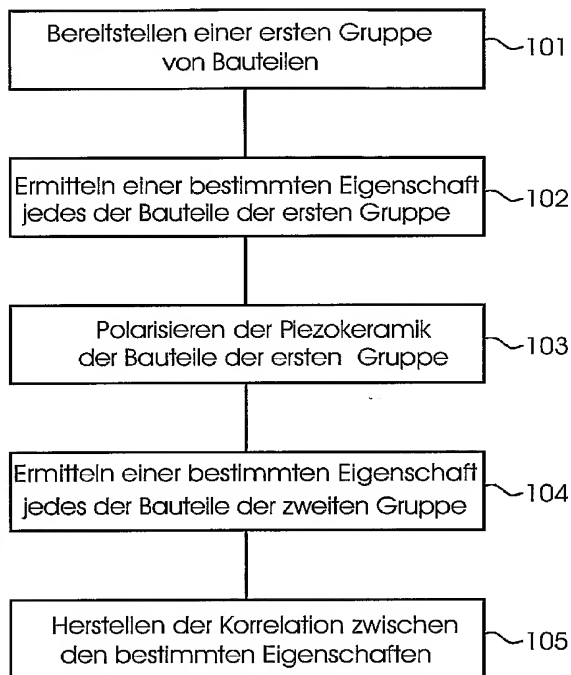 Bereitstellen einer ersten Gruppe
von Bauteilen
101
Ermitteln einer bestimmten Eigenschaft
jedes der Bauteile der ersten Gruppe
102
Polarisieren der Piezokeramik
der Bauteile der ersten Gruppe
103
Ermitteln einer bestimmten Eigenschaft
jedes der Bauteile der zweiten Gruppe
104
Herstellen der Korrelation zwischen
den bestimmten Eigenschaften
105